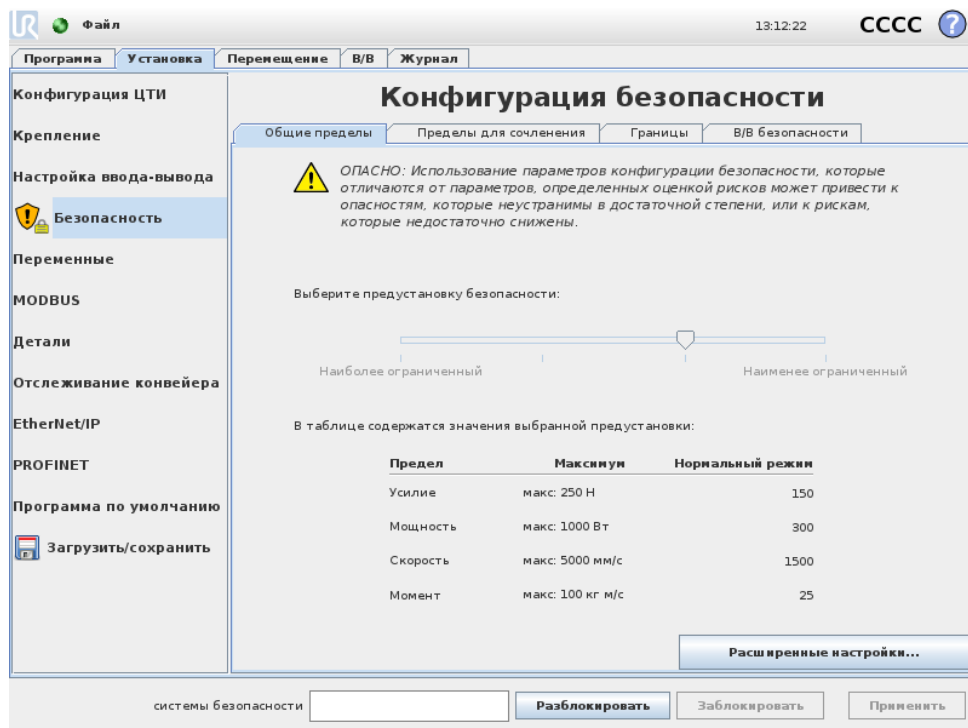 UR Файл 13:12:22 CCCC ?
Программа Установка Перемещение В/В Журнал
Конфигурация ЦТИ
Крепление
Настройка ввода-вывода
Безопасность
Переменные
MODBUS
Детали
Отслеживание конвейера
EtherNet/IP
PROFINET
Программа по умолчанию
Загрузить/сохранить
Конфигурация безопасности
Общие пределы Пределы для сочленения Границы В/В безопасности
ОПАСНО: Использование параметров конфигурации безопасности, которые
отличаются от параметров, определенных оценкой рисков может привести к
опасностям, которые неустранимы в достаточной степени, или к рискам,
которые недостаточно снижены.
Выберите предустановку безопасности:
Наиболее ограниченный Наименее ограниченный
В таблице содержатся значения выбранной предустановки:
Предел Максимум Нормальный режим
Усилие макс: 250 Н 150
Мощность макс: 1000 Вт 300
Скорость макс: 5000 мм/с 1500
Момент макс: 100 кг м/с 25
Расширенные настройки...
системы безопасности Разблокировать Заблокировать Применить